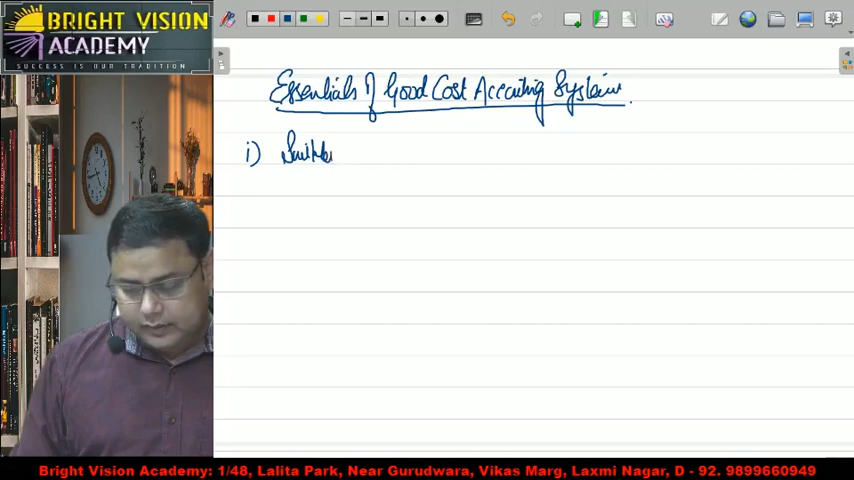 BRIGHT VISION
ACADEMY
SUCCESS IS OUR TRADITION
Essentials of Good Cost Accounting System.
i)
Bright Vision Academy: 1/48, Lalita Park, Near Gurudwara, Vikas Marg, Laxmi Nagar, D - 92. 9899660949